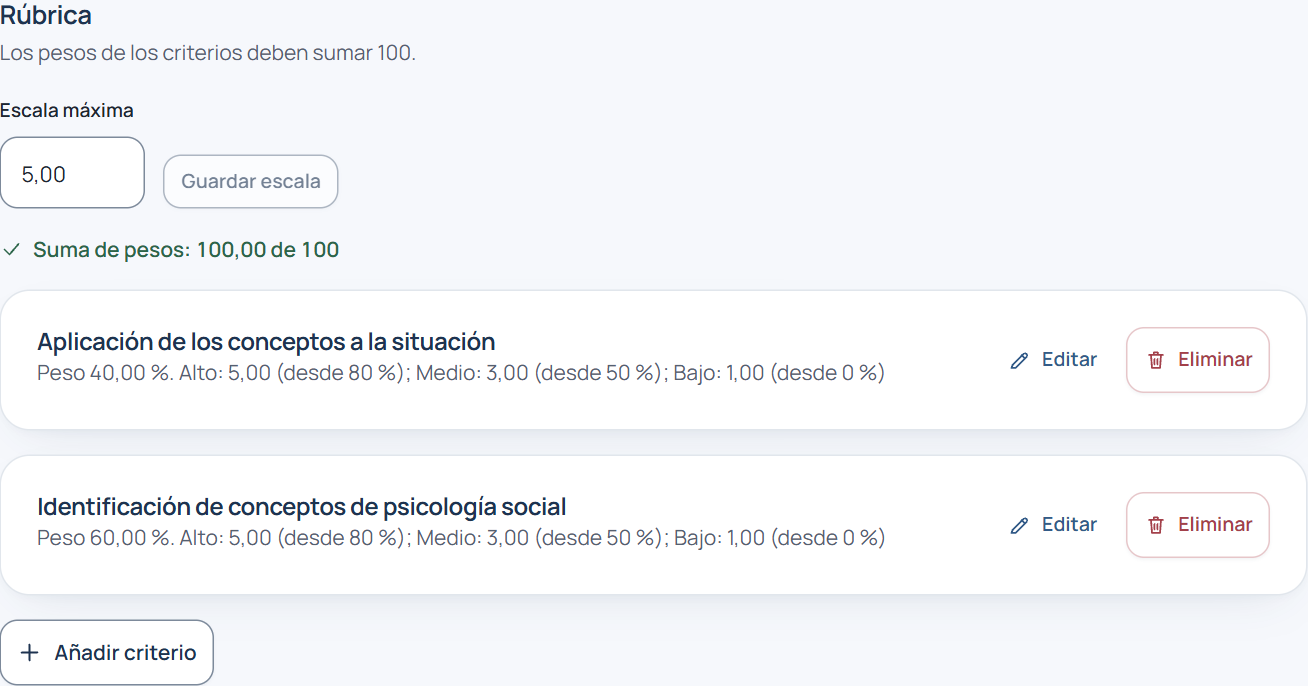 Rúbrica
Los pesos de los criterios deben sumar 100.
Escala máxima
5,00
Guardar escala
Suma de pesos: 100,00 de 100
Aplicación de los conceptos a la situación
Peso 40,00 %. Alto: 5,00 (desde 80 %); Medio: 3,00 (desde 50 %); Bajo: 1,00 (desde 0 %)
Editar
Eliminar
Identificación de conceptos de psicología social
Peso 60,00 %. Alto: 5,00 (desde 80 %); Medio: 3,00 (desde 50 %); Bajo: 1,00 (desde 0 %)
Editar
Eliminar
Añadir criterio